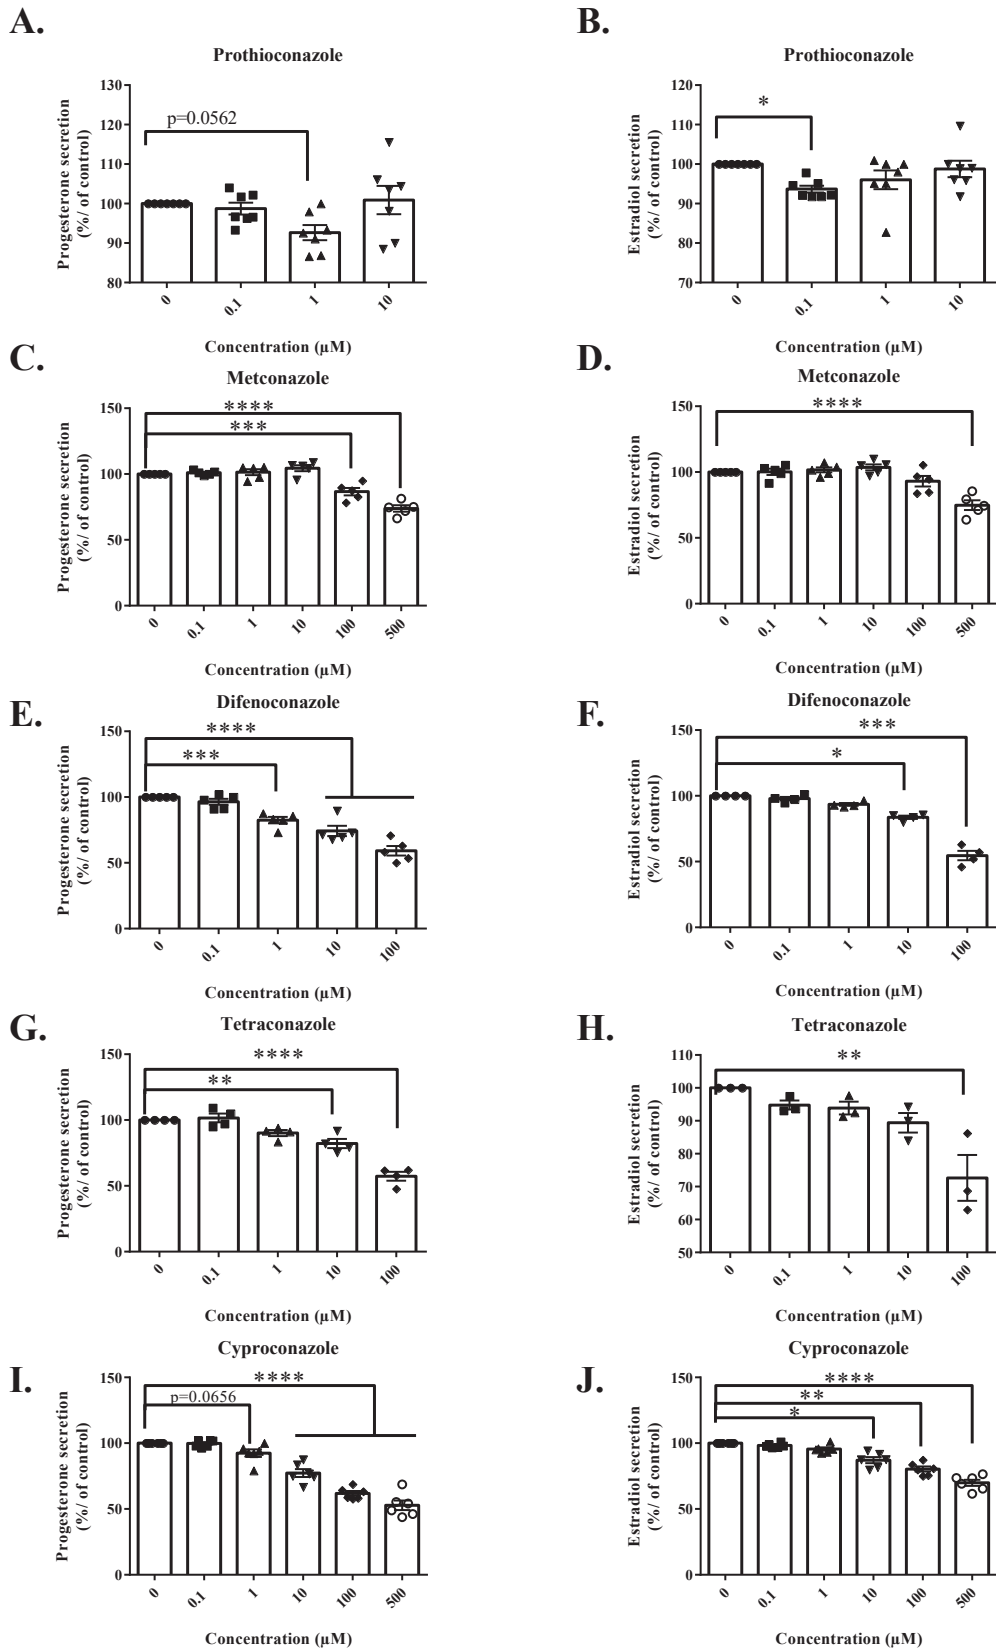 A.
Prothioconazole
Progesterone secretion
(%/ of control)
130
120
110
100
90
80
p=0.0562
0
0.1
1
10
Concentration (µM)
B.
Prothioconazole
Estradiol secretion
(%/ of control)
120
110
100
90
80
70
*
0
0.1
1
10
Concentration (µM)
C.
Metconazole
Progesterone secretion
(%/ of control)
150
100
50
0
****
***
0
0.1
1
10
100
500
Concentration (µM)
D.
Metconazole
Estradiol secretion
(%/ of control)
150
100
50
0
****
0
0.1
1
10
100
500
Concentration (µM)
E.
Difenoconazole
Progesterone secretion
(%/ of control)
150
100
50
0
****
***
0
0.1
1
10
100
Concentration (µM)
F.
Difenoconazole
Estradiol secretion
(%/ of control)
150
100
50
0
***
*
0
0.1
1
10
100
Concentration (µM)
G.
Tetraconazole
Progesterone secretion
(%/ of control)
150
100
50
0
****
**
0
0.1
1
10
100
Concentration (µM)
H.
Tetraconazole
Estradiol secretion
(%/ of control)
110
100
90
80
70
60
50
**
0
0.1
1
10
100
Concentration (µM)
I.
Cyproconazole
Progesterone secretion
(%/ of control)
150
100
50
0
****
p=0.0656
0
0.1
1
10
100
500
Concentration (µM)
J.
Cyproconazole
Estradiol secretion
(%/ of control)
150
100
50
0
****
**
*
0
0.1
1
10
100
500
Concentration (µM)